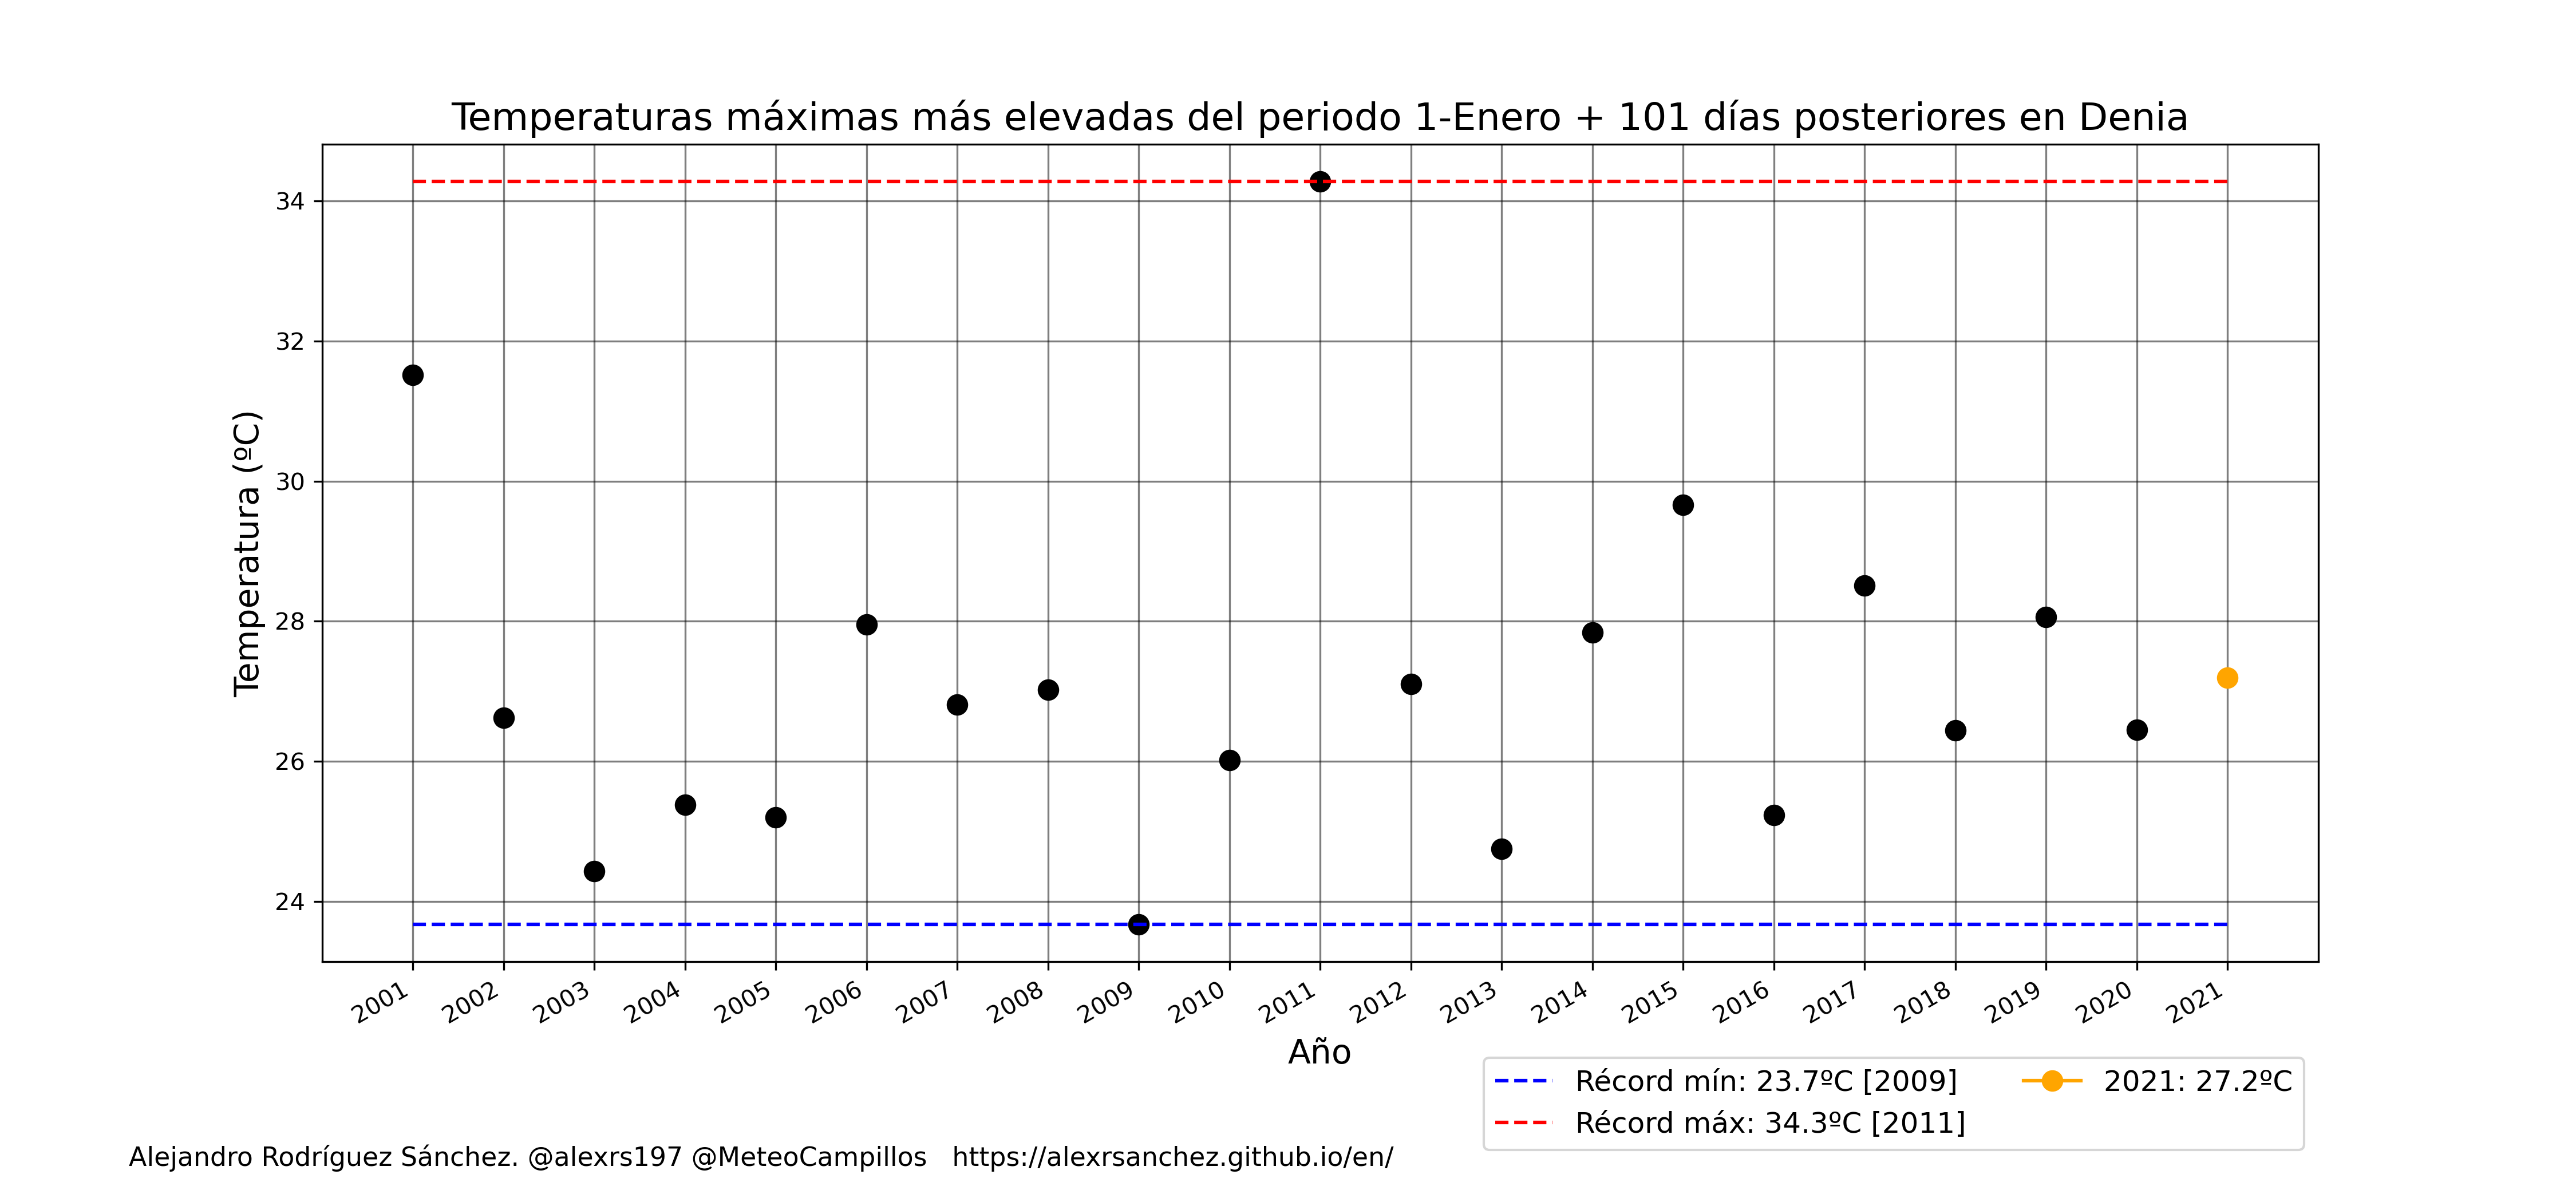 Temperaturas máximas más elevadas del periodo 1-Enero + 101 días posteriores en Denia
Temperatura (ºC)
34
32
30
28
26
24
2001 2002 2003 2004 2005 2006 2007 2008 2009 2010 2011 2012 2013 2014 2015 2016 2017 2018 2019 2020 2021
Año
Récord mín: 23.7ºC [2009]
Récord máx: 34.3ºC [2011]
2021: 27.2ºC
Alejandro Rodríguez Sánchez. @alexrs197 @MeteoCampillos https://alexrsanchez.github.io/en/